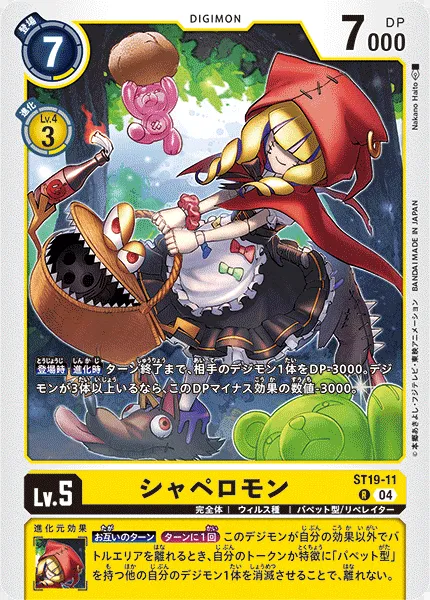 DIGIMON
登場
7
7000
DP
進化
Lv.4
3
Nakano Haito
BANDAI MADE IN JAPAN
©本郷あきよし・フジテレビ・東映アニメーション
登場時 進化時 ターン終了まで、相手のデジモン1体をDP-3000。デジ
モンが3体以上いるなら、このDPマイナス効果の数値-3000。
Lv.5
シャペロモン
ST19-11
R 04
完全体 | ウィルス種 | パペット型/リベレイター
進化元効果
お互いのターン ターンに1回 このデジモンが自分の効果以外でバ
トルエリアを離れるとき、自分のトークンか特徴に「パペット型」
を持つ他の自分のデジモン1体を消滅させることで、離れない。